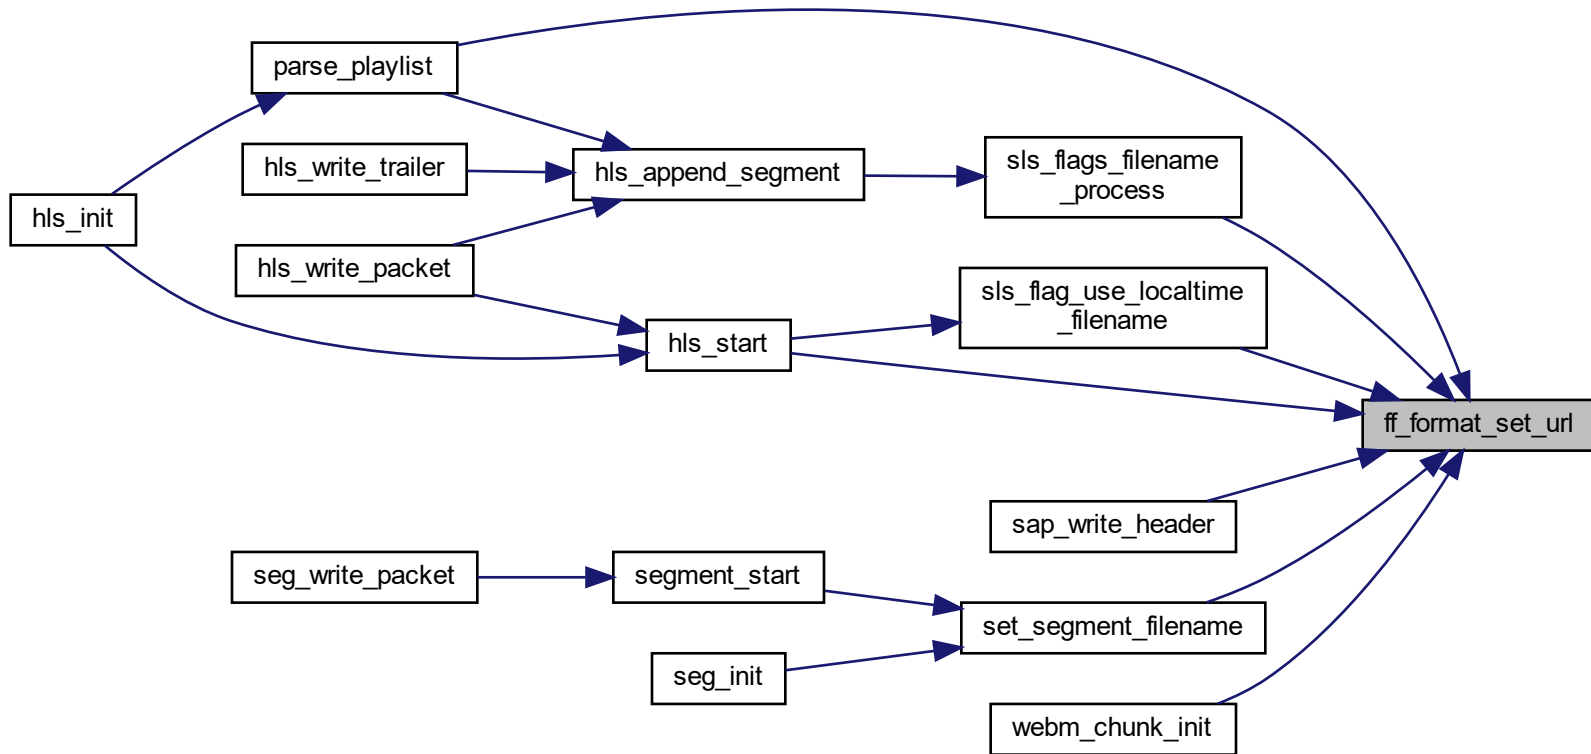 parse_playlist
hls_write_trailer
hls_init
hls_write_packet
hls_append_segment
sls_flags_filename
_process
sls_flag_use_localtime
_filename
hls_start
ff_format_set_url
sap_write_header
seg_write_packet
segment_start
set_segment_filename
seg_init
webm_chunk_init